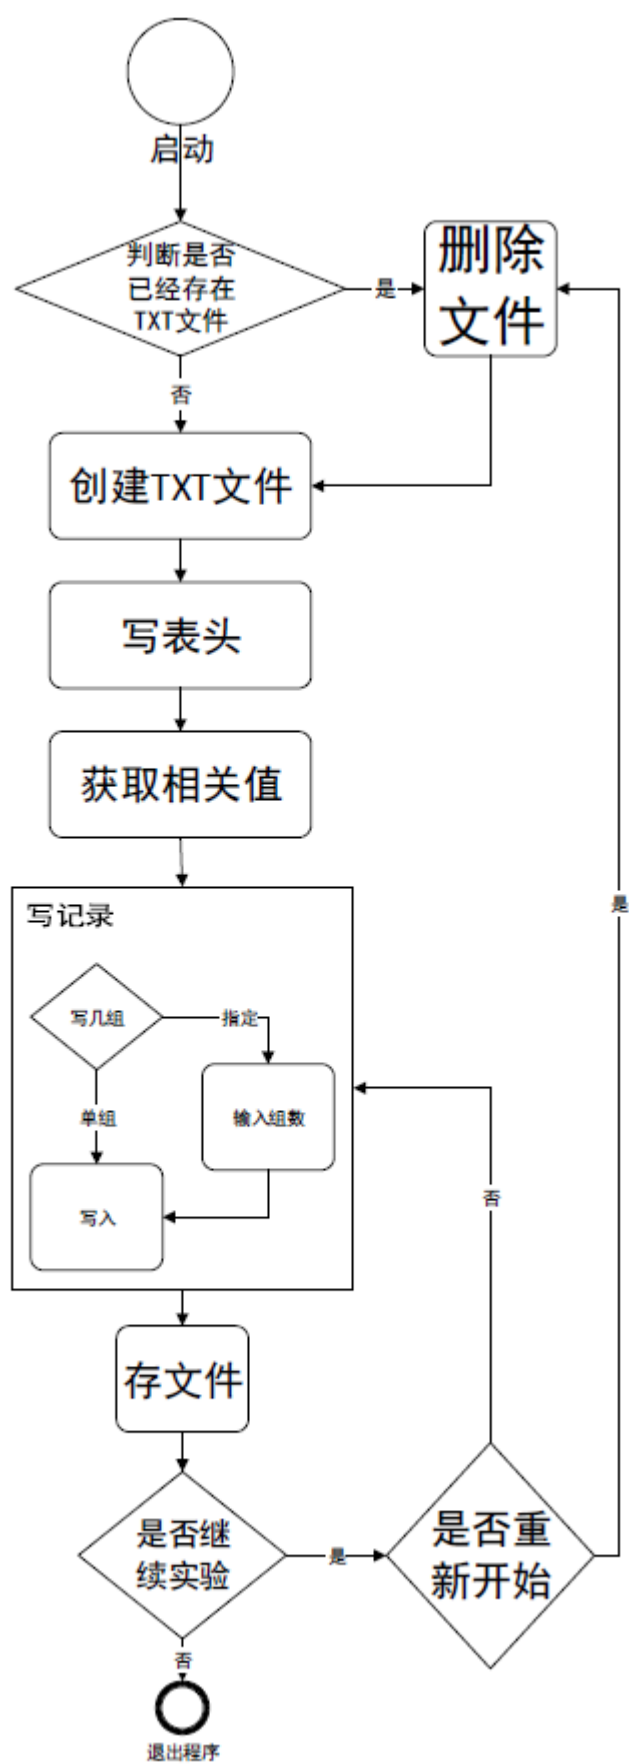 启动
判断是否
已经存在
TXT文件
是
删除
文件
否
创建TXT文件
写表头
获取相关值
写记录
写几组
指定
单组
输入组数
写入
是
否
存文件
是否继
续实验
是
是否重
新开始
否
退出程序